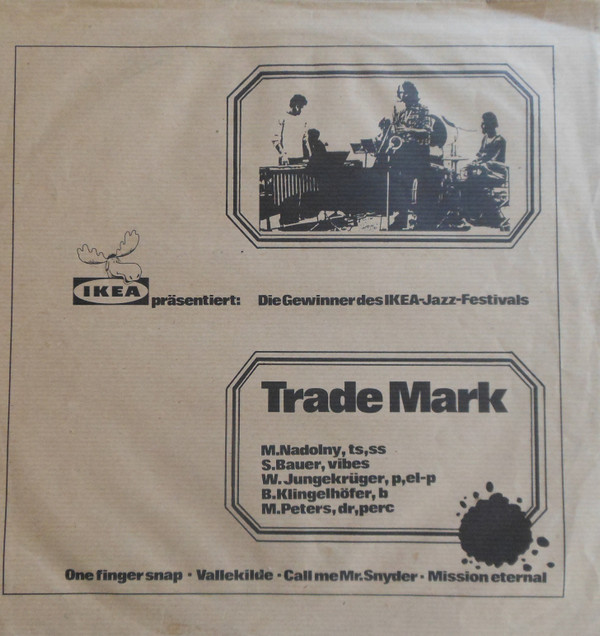 IKEA präsentiert: Die Gewinner des IKEA-Jazz-Festivals
Trade Mark
M.Nadolny, ts,ss
S.Bauer, vibes
W. Jungekrüger, p,el-p
B.Klingelhöfer, b
M.Peters, dr,perc
One finger snap · Vallekilde · Call me Mr. Snyder · Mission eternal